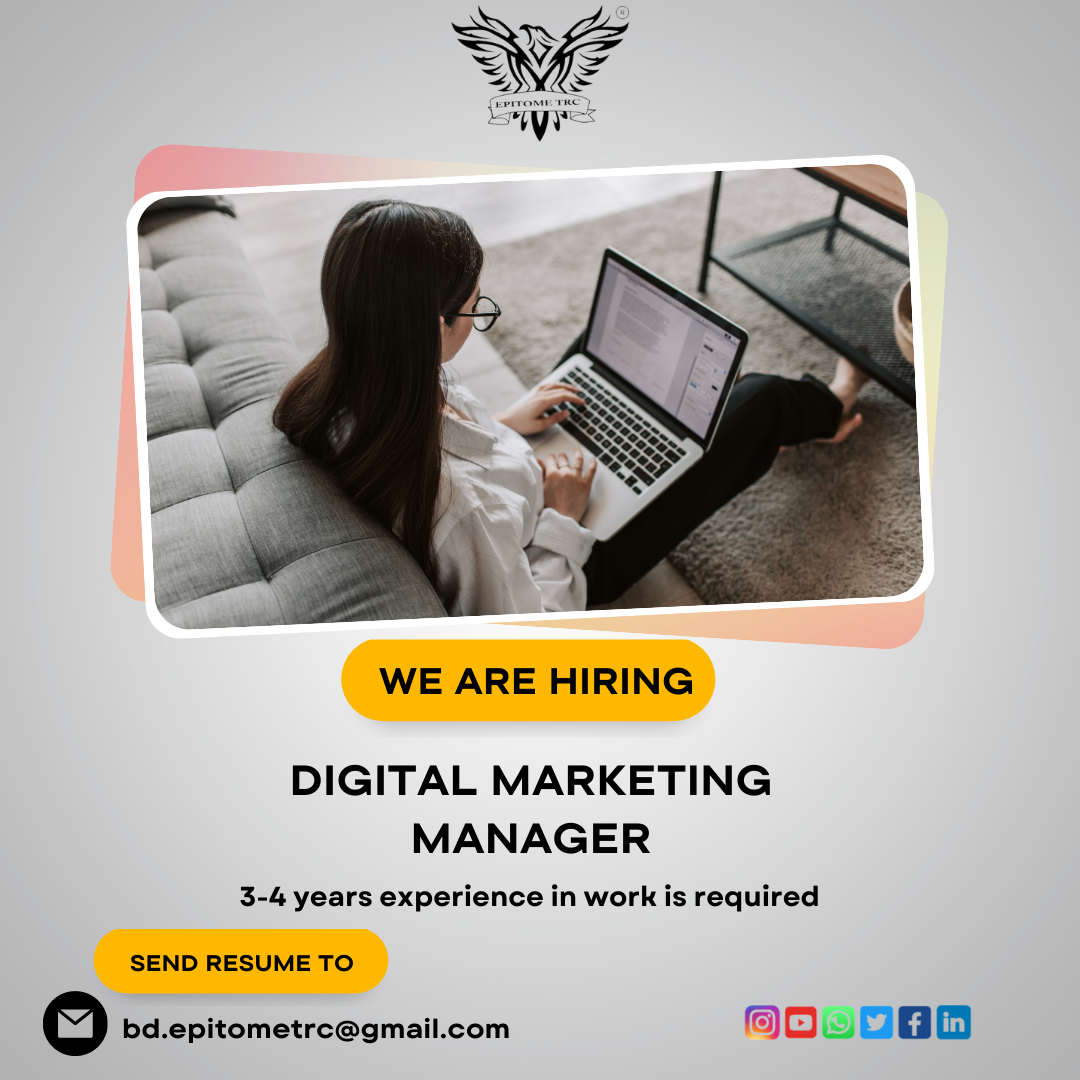 ®
EPITOME TRC
WE ARE HIRING
DIGITAL MARKETING
MANAGER
3-4 years experience in work is required
SEND RESUME TO
bd.epitometrc@gmail.com